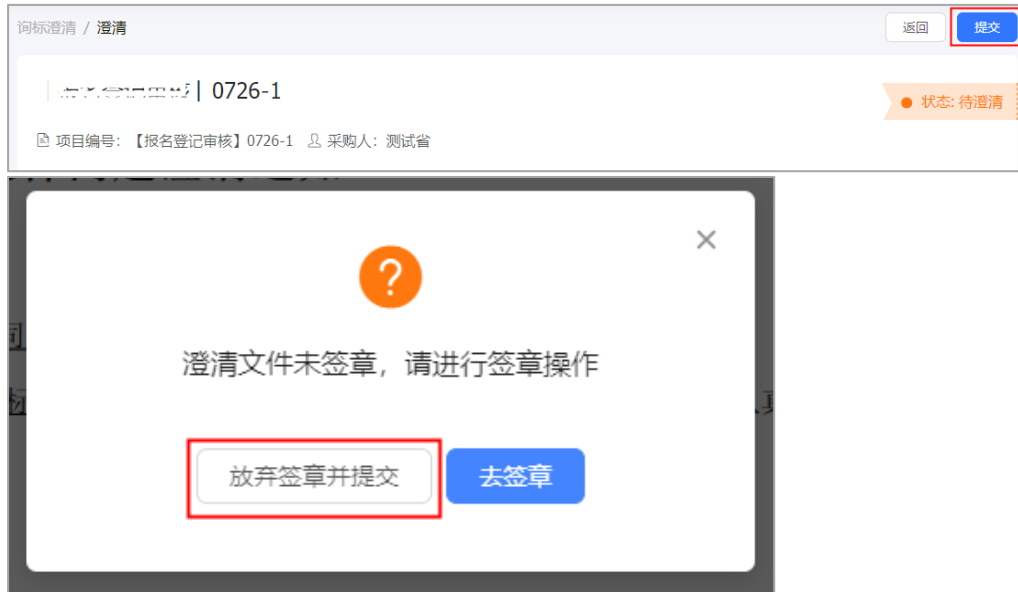 询标澄清 / 澄清
返回
提交
| 0726-1
状态: 待澄清
项目编号: 【报名登记审核】0726-1 采购人: 测试省
?
澄清文件未签章，请进行签章操作
放弃签章并提交
去签章